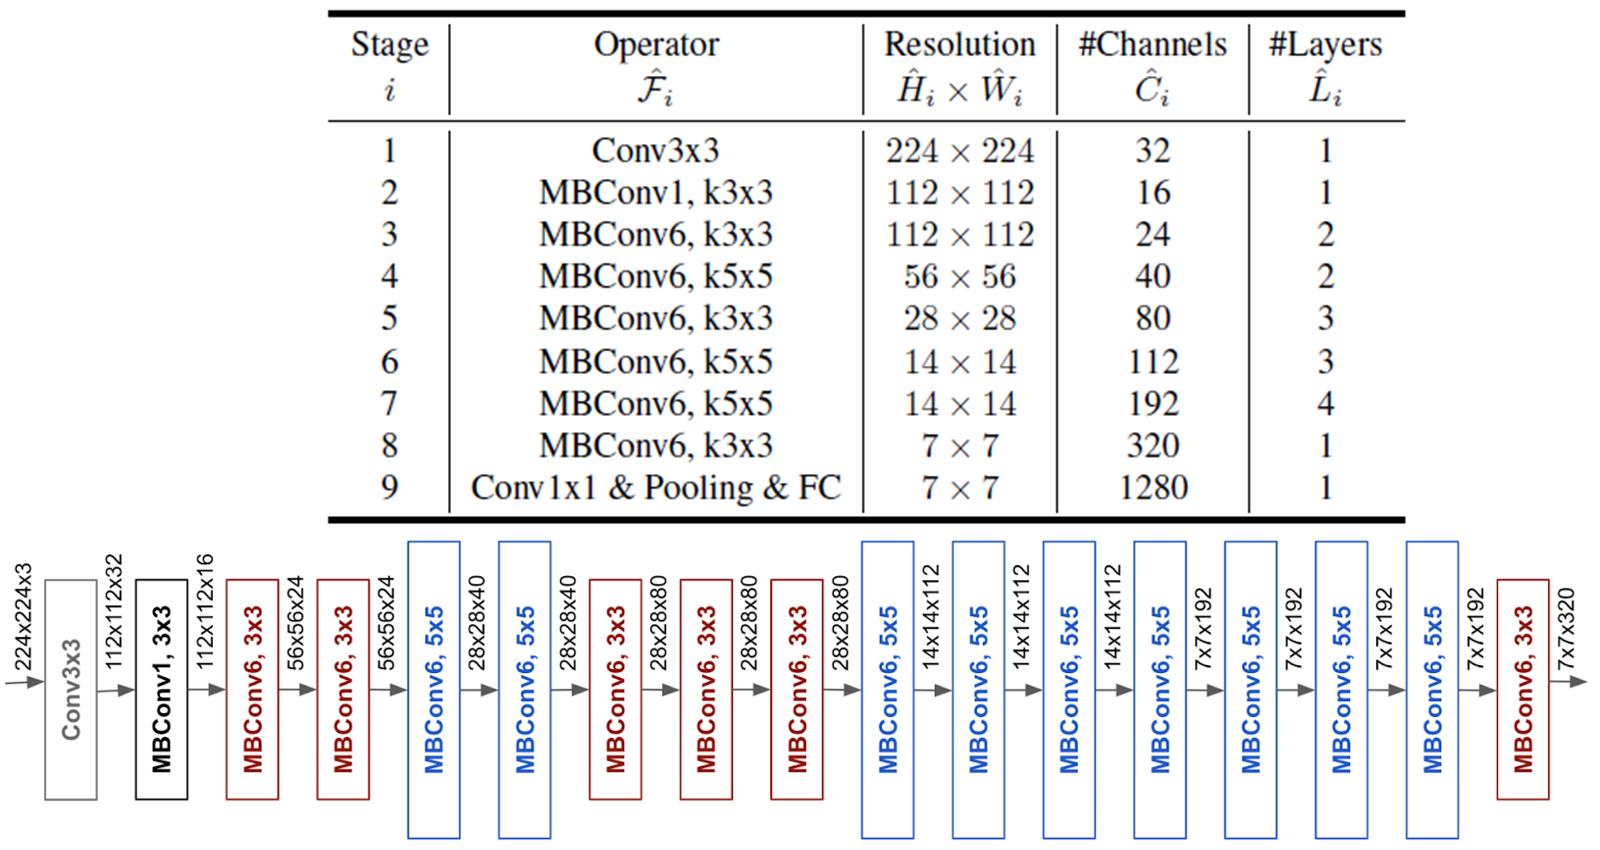 Stage Operator Resolution #Channels #Layers
i F̂i Ĥi × Ŵi Ĉi L̂i
1 Conv3x3 224 × 224 32 1
2 MBConv1, k3x3 112 × 112 16 1
3 MBConv6, k3x3 112 × 112 24 2
4 MBConv6, k5x5 56 × 56 40 2
5 MBConv6, k3x3 28 × 28 80 3
6 MBConv6, k5x5 14 × 14 112 3
7 MBConv6, k5x5 14 × 14 192 4
8 MBConv6, k3x3 7 × 7 320 1
9 Conv1x1 & Pooling & FC 7 × 7 1280 1
224x224x3
Conv3x3
112x112x32
MBConv1, 3x3
112x112x16
MBConv6, 3x3
56x56x24
MBConv6, 3x3
56x56x24
MBConv6, 5x5
28x28x40
MBConv6, 5x5
28x28x40
MBConv6, 3x3
28x28x80
MBConv6, 3x3
28x28x80
MBConv6, 3x3
28x28x80
MBConv6, 5x5
14x14x112
MBConv6, 5x5
14x14x112
MBConv6, 5x5
14x14x112
MBConv6, 5x5
7x7x192
MBConv6, 5x5
7x7x192
MBConv6, 5x5
7x7x192
MBConv6, 5x5
7x7x192
MBConv6, 3x3
7x7x320